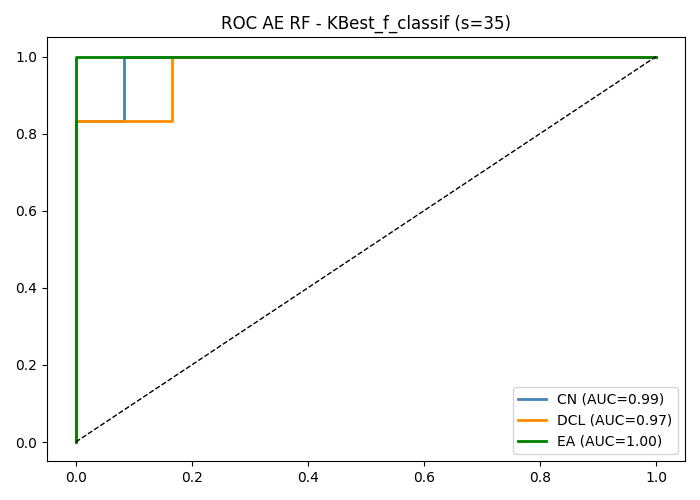 ROC AE RF - KBest_f_classif (s=35)
1.0
0.8
0.6
0.4
0.2
0.0
0.0 0.2 0.4 0.6 0.8 1.0
CN (AUC=0.99)
DCL (AUC=0.97)
EA (AUC=1.00)